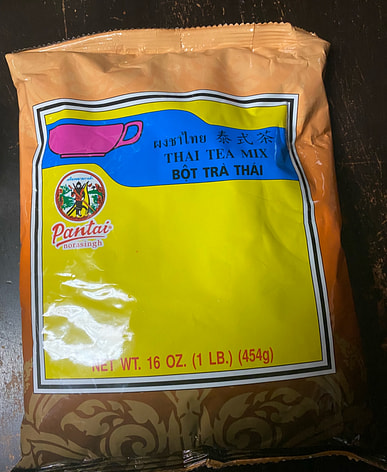 ผงชาไทย 泰式茶
THAI TEA MIX
BỘT TRÀ THÁI
Pantai
norasingh
NET WT. 16 OZ. (1 LB.) (454g)